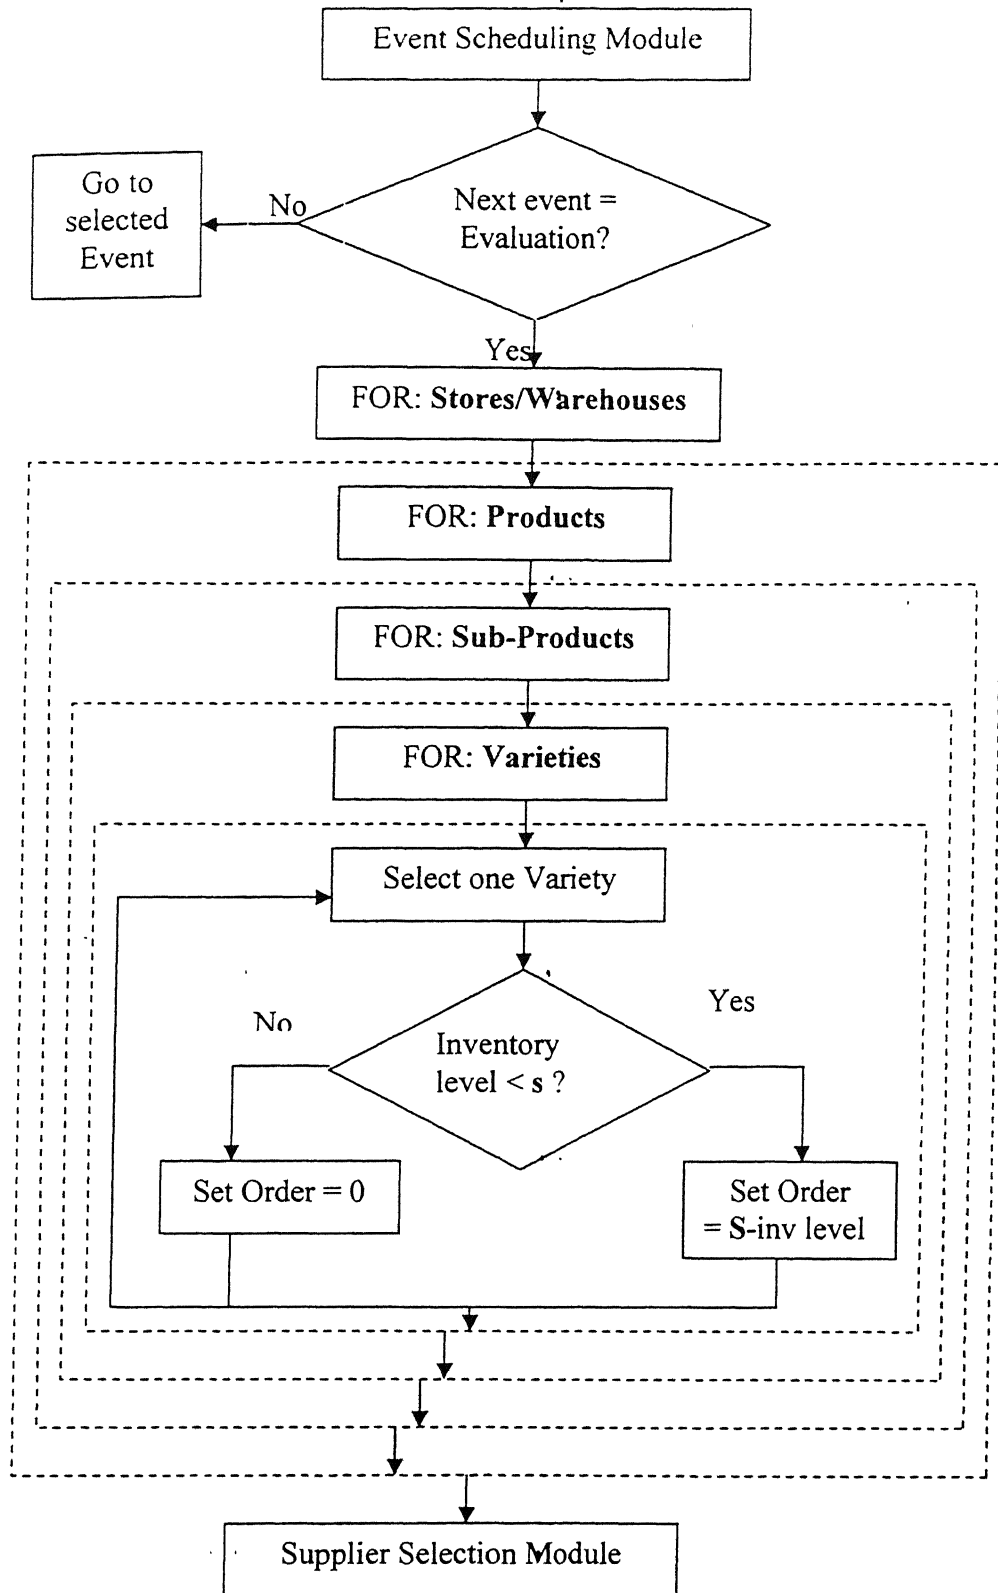 Event Scheduling Module
Next event =
Evaluation?
No
Go to
selected
Event
Yes
FOR: Stores/Warehouses
FOR: Products
FOR: Sub-Products
FOR: Varieties
Select one Variety
Inventory
level < s ?
No
Yes
Set Order = 0
Set Order
= S-inv level
Supplier Selection Module